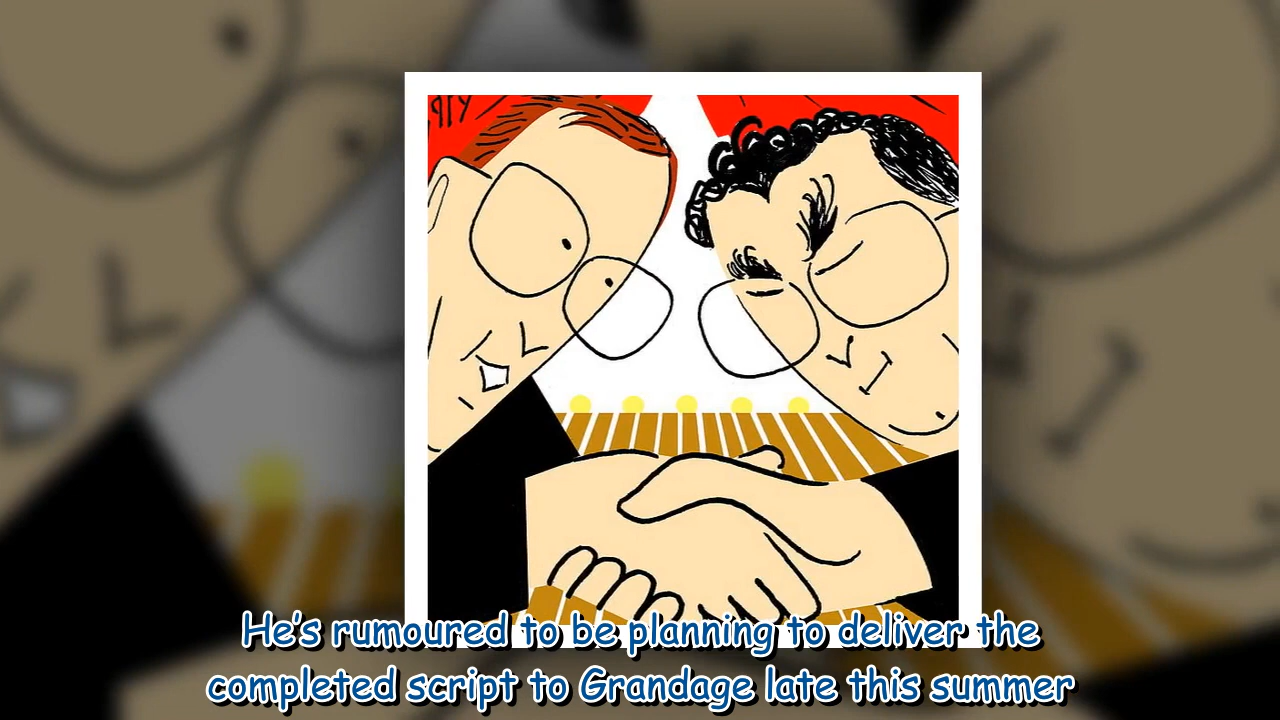 He's rumoured to be planning to deliver the
completed script to Grandage late this summer